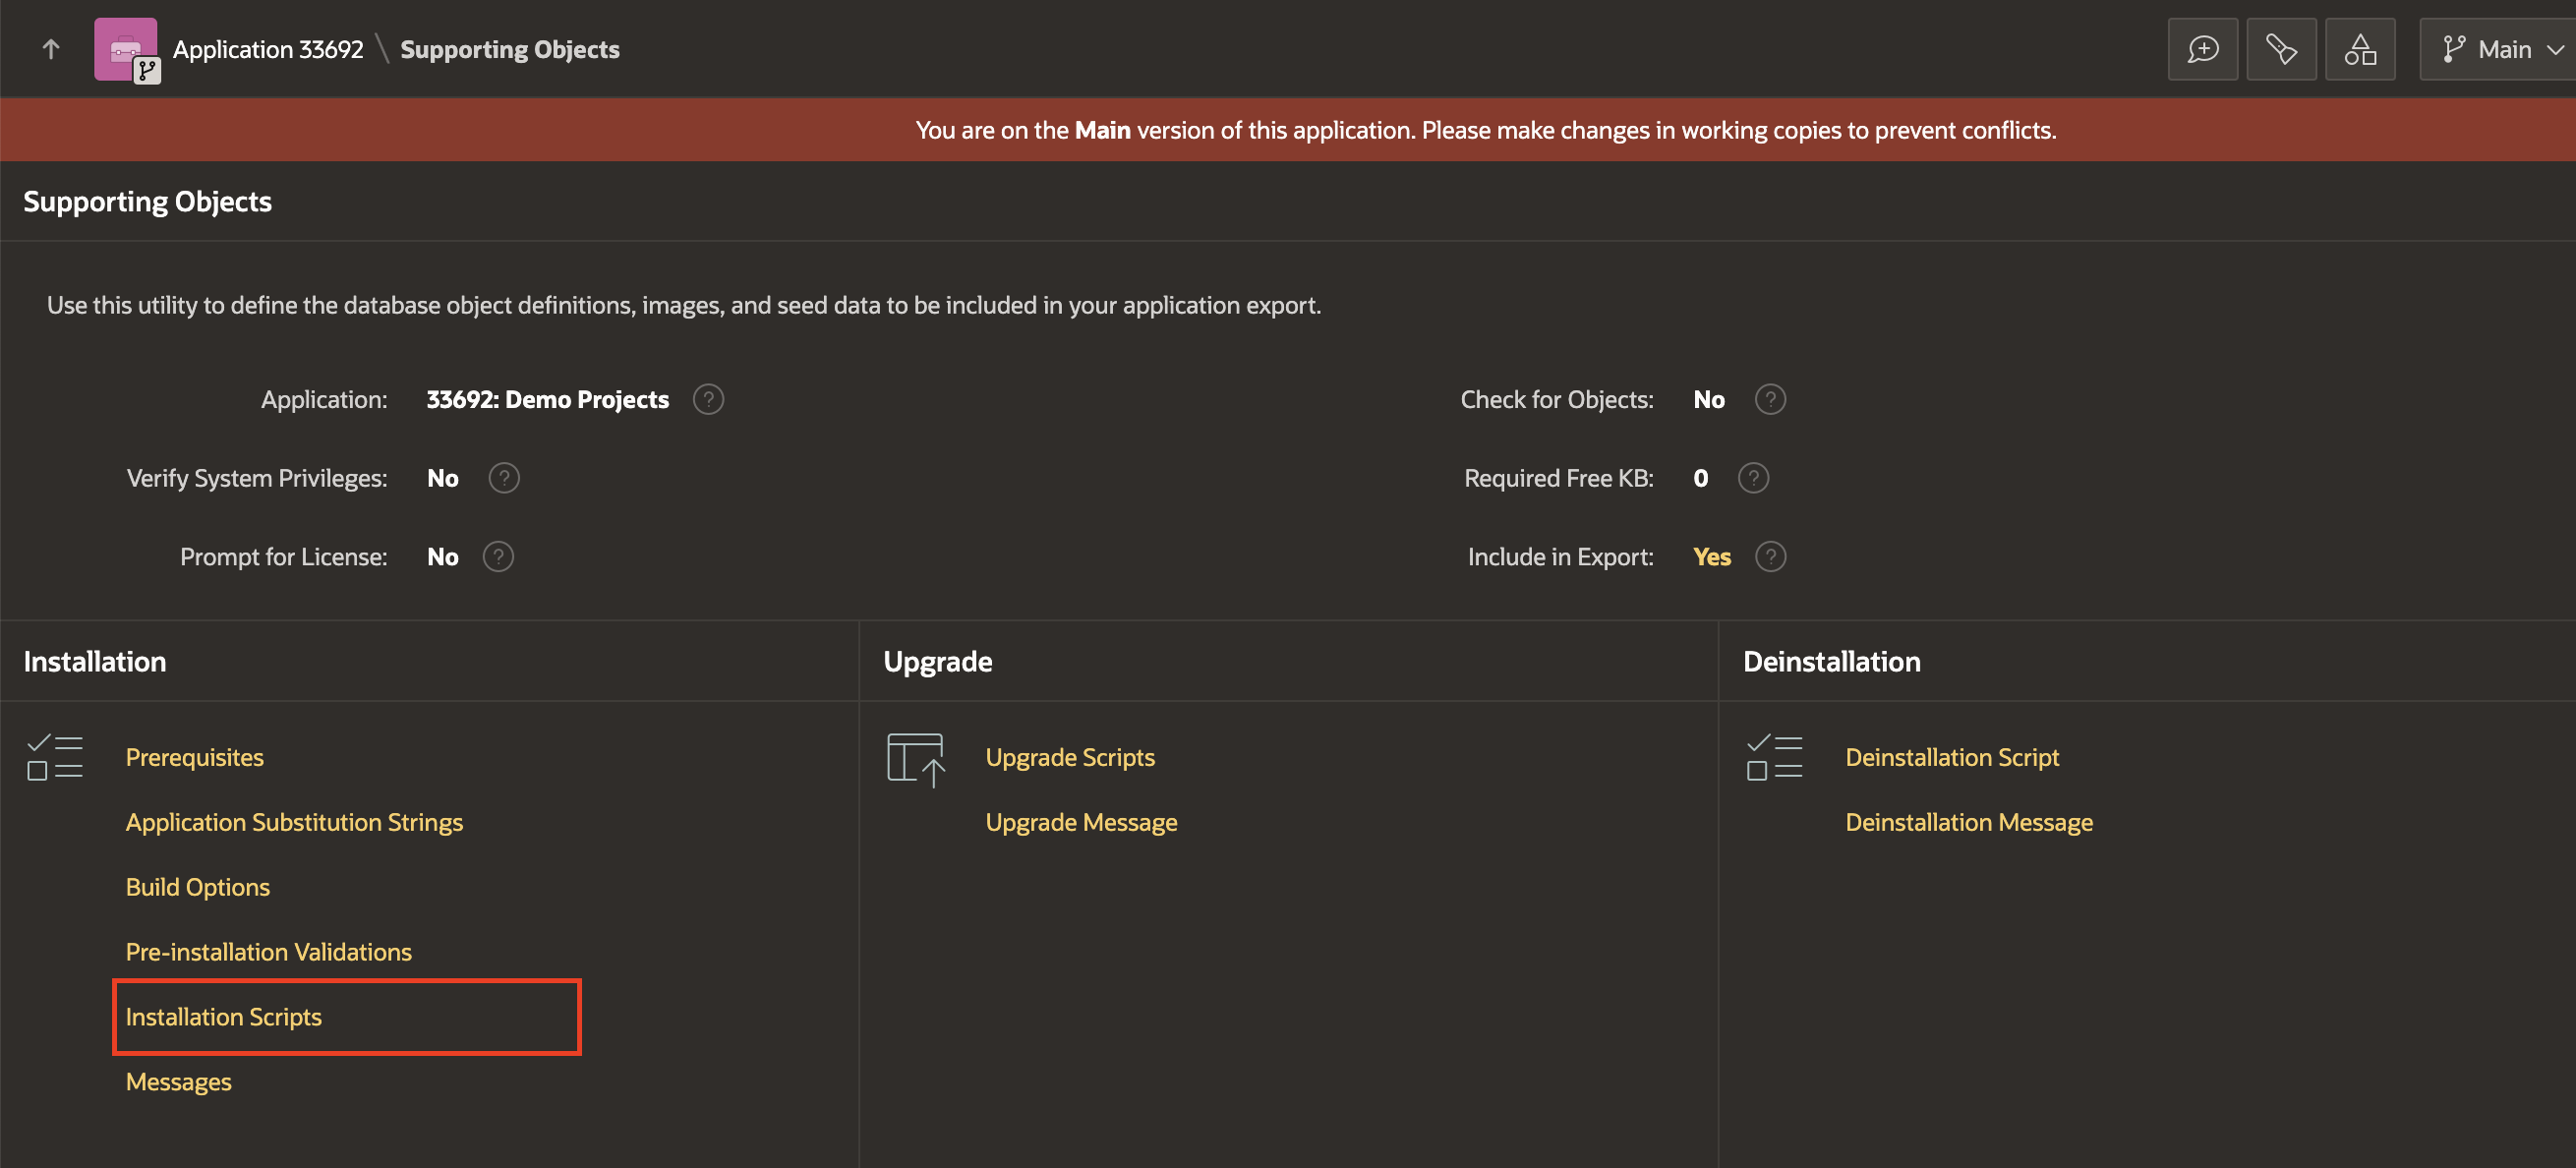 Application 33692 \ Supporting Objects
Main
You are on the Main version of this application. Please make changes in working copies to prevent conflicts.
Supporting Objects
Use this utility to define the database object definitions, images, and seed data to be included in your application export.
Application: 33692: Demo Projects ?
Check for Objects: No ?
Verify System Privileges: No ?
Required Free KB: 0 ?
Prompt for License: No ?
Include in Export: Yes ?
Installation
Prerequisites
Application Substitution Strings
Build Options
Pre-installation Validations
Installation Scripts
Messages
Upgrade
Upgrade Scripts
Upgrade Message
Deinstallation
Deinstallation Script
Deinstallation Message